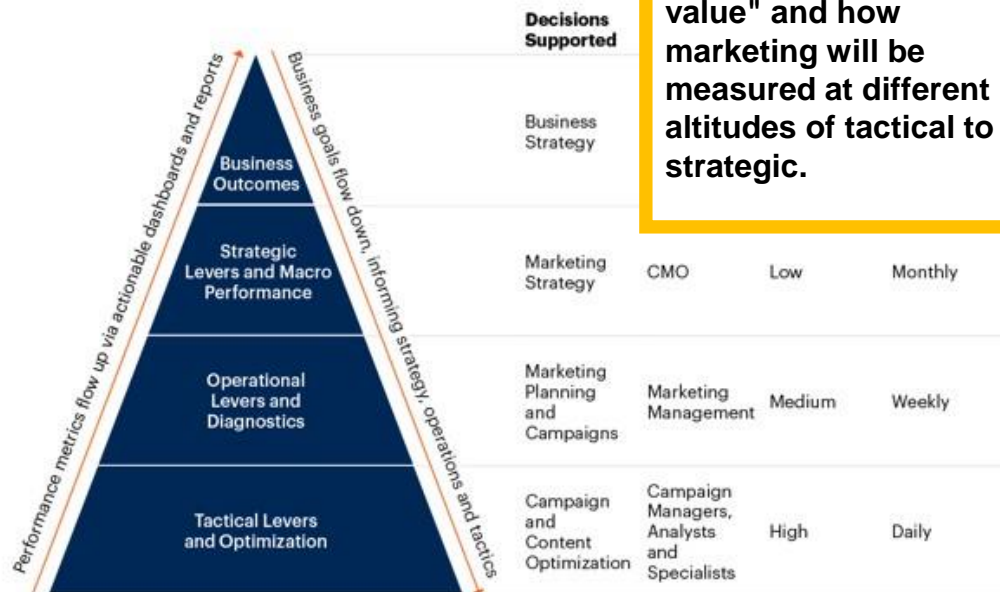 Decisions
Supported
value" and how
marketing will be
measured at different
altitudes of tactical to
strategic.
Performance metrics flow up via actionable dashboards and reports
Business goals flow down, informing strategy, operations and tactics
Business
Outcomes
Business
Strategy
Strategic
Levers and Macro
Performance
Marketing
Strategy
CMO
Low
Monthly
Operational
Levers and
Diagnostics
Marketing
Planning
and
Campaigns
Marketing
Management
Medium
Weekly
Tactical Levers
and Optimization
Campaign
and
Content
Optimization
Campaign
Managers,
Analysts
and
Specialists
High
Daily